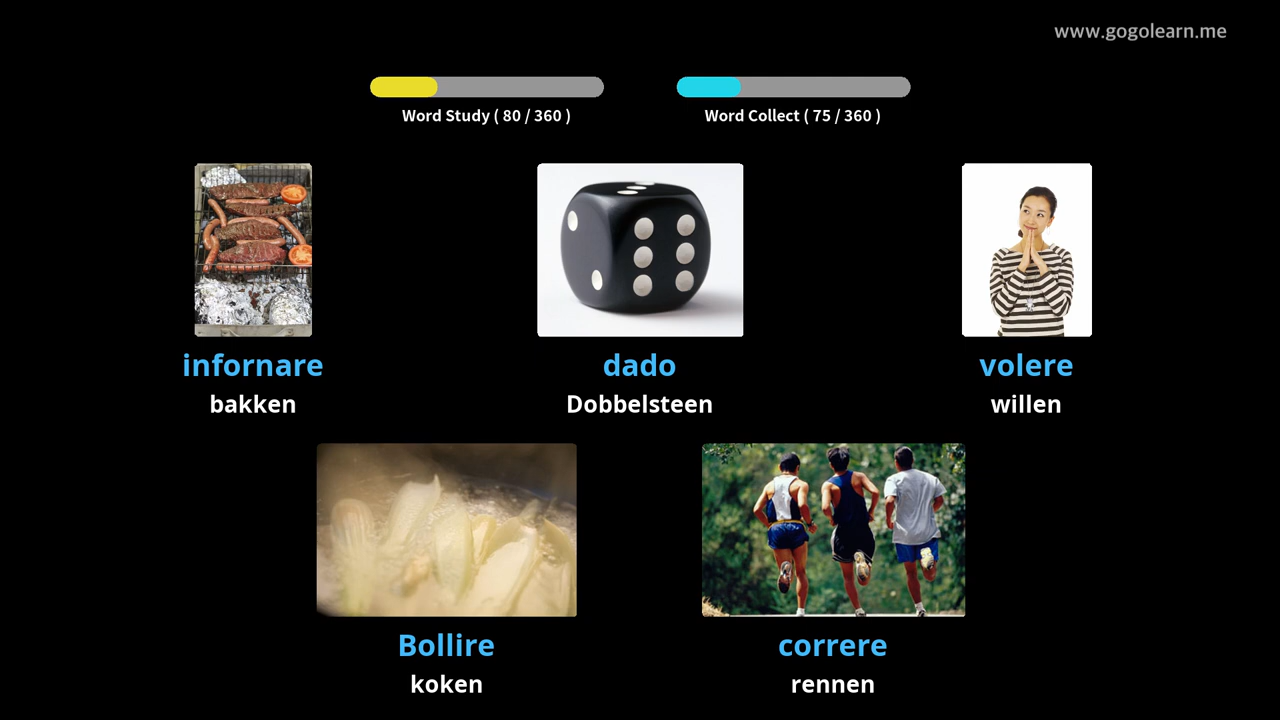 www.gogolearn.me
Word Study ( 80 / 360 )
Word Collect ( 75 / 360 )
infornare
bakken
dado
Dobbelsteen
volere
willen
Bollire
koken
correre
rennen